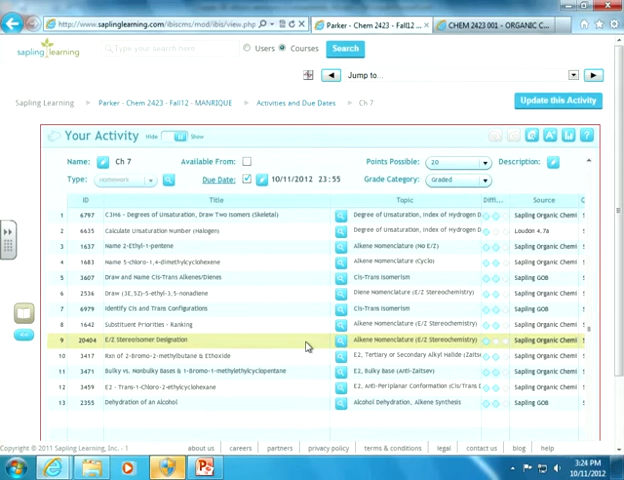 http://www.saplinglearning.com/ibiscms/mod/ibis/view.php
Parker - Chem 2423 - Fall12 ...
CHEM 2423 001 - ORGANIC C...
sapling learning
Type here to search
Users
Courses
Search
Jump to...
Sapling Learning
Parker - Chem 2423 - Fall12 - MANRIQUE
Activities and Due Dates
Ch 7
Update this Activity
Your Activity
Hide
Show
Name:
Ch 7
Available From:
Points Possible:
20
Description:
Type:
Homework
Due Date:
10/11/2012 23:55
Grade Category:
Graded
ID
Title
Topic
Diffi...
Source
1 6797 C3H6 - Degrees of Unsaturation, Draw Two Isomers (Skeletal) Degree of Unsaturation, Index of Hydrogen D Sapling Organic Chemi
2 6635 Calculate Unsaturation Number (Halogen) Degree of Unsaturation, Index of Hydrogen D Loudon 4.7a
3 1637 Name 2-Ethyl-1-pentene Alkene Nomenclature (No E/Z) Sapling Organic Chemi
4 1683 Name 5-chloro-1,4-dimethylcyclohexene Alkene Nomenclature (Cyclo) Sapling Organic Chemi
5 3607 Draw and Name Cis-Trans Alkenes/Dienes Cis-Trans Isomerism Sapling GOB
6 2536 Draw (3E,5Z)-5-ethyl-3,5-nonadiene Diene Nomenclature (E/Z Stereochemistry) Sapling Organic Chemi
7 6979 Identify Cis and Trans Configurations Cis-Trans Isomerism Sapling GOB
8 1642 Substituent Priorities - Ranking Alkene Nomenclature (E/Z Stereochemistry) Sapling Organic Chemi
9 20404 E/Z Stereoisomer Designation Alkene Nomenclature (E/Z Stereochemistry) Sapling Organic Chemi
10 3417 Rxn of 2-Bromo-2-methylbutane & Ethoxide E2, Tertiary or Secondary Alkyl Halide (Zaitse Sapling Organic Chemi
11 3471 Bulky vs. Nonbulky Bases & 1-Bromo-1-methylethylcyclopentane E2, Bulky Base (Anti-Zaitsev) Sapling Organic Chemi
12 3459 E2 - Trans-1-Chloro-2-ethylcyclohexane E2, Anti-Periplanar Conformation (Cis/Trans E Sapling Organic Chemi
13 2355 Dehydration of an Alcohol Alcohol Dehydration, Alkene Synthesis Sapling GOB
Copyright © 2011 Sapling Learning, Inc. - 1
about us
careers
partners
privacy policy
terms & conditions
legal
contact us
blog
help
3:24 PM
10/11/2012